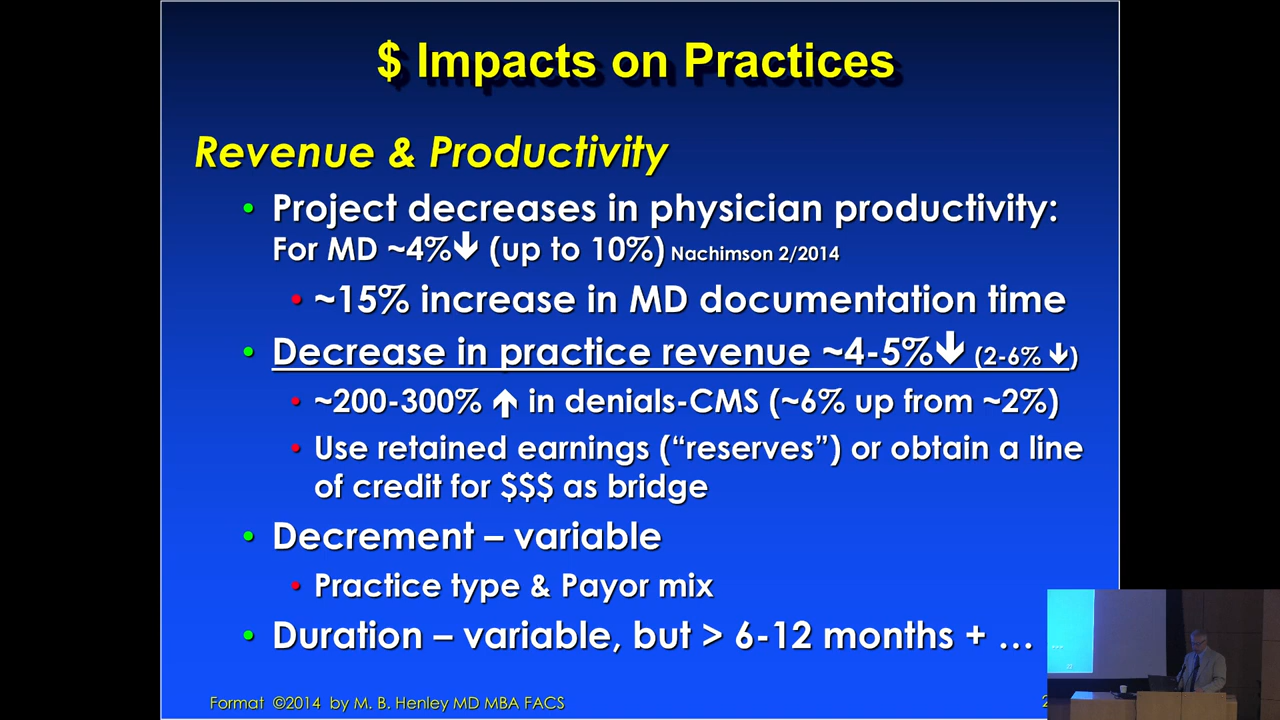 $ Impacts on Practices
Revenue & Productivity
• Project decreases in physician productivity:
For MD ~4%🡇 (up to 10%) Nachimson 2/2014
• ~15% increase in MD documentation time
• Decrease in practice revenue ~4-5%🡇 (2-6% 🡇)
• ~200-300% 🡅 in denials-CMS (~6% up from ~2%)
• Use retained earnings (“reserves”) or obtain a line
of credit for $$$ as bridge
• Decrement – variable
• Practice type & Payor mix
• Duration – variable, but > 6-12 months + …
Format ©2014 by M. B. Henley MD MBA FACS